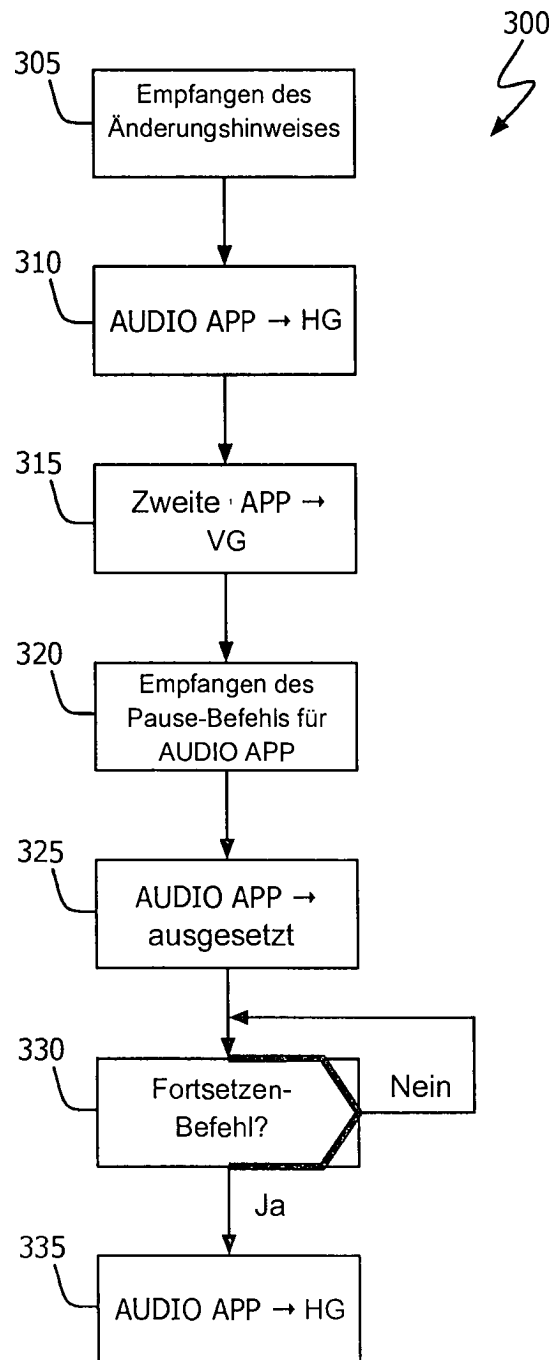 300
305
Empfangen des
Änderungshinweises
310
AUDIO APP → HG
315
Zweite APP →
VG
320
Empfangen des
Pause-Befehls für
AUDIO APP
325
AUDIO APP →
ausgesetzt
330
Fortsetzen-
Befehl?
Nein
Ja
335
AUDIO APP → HG